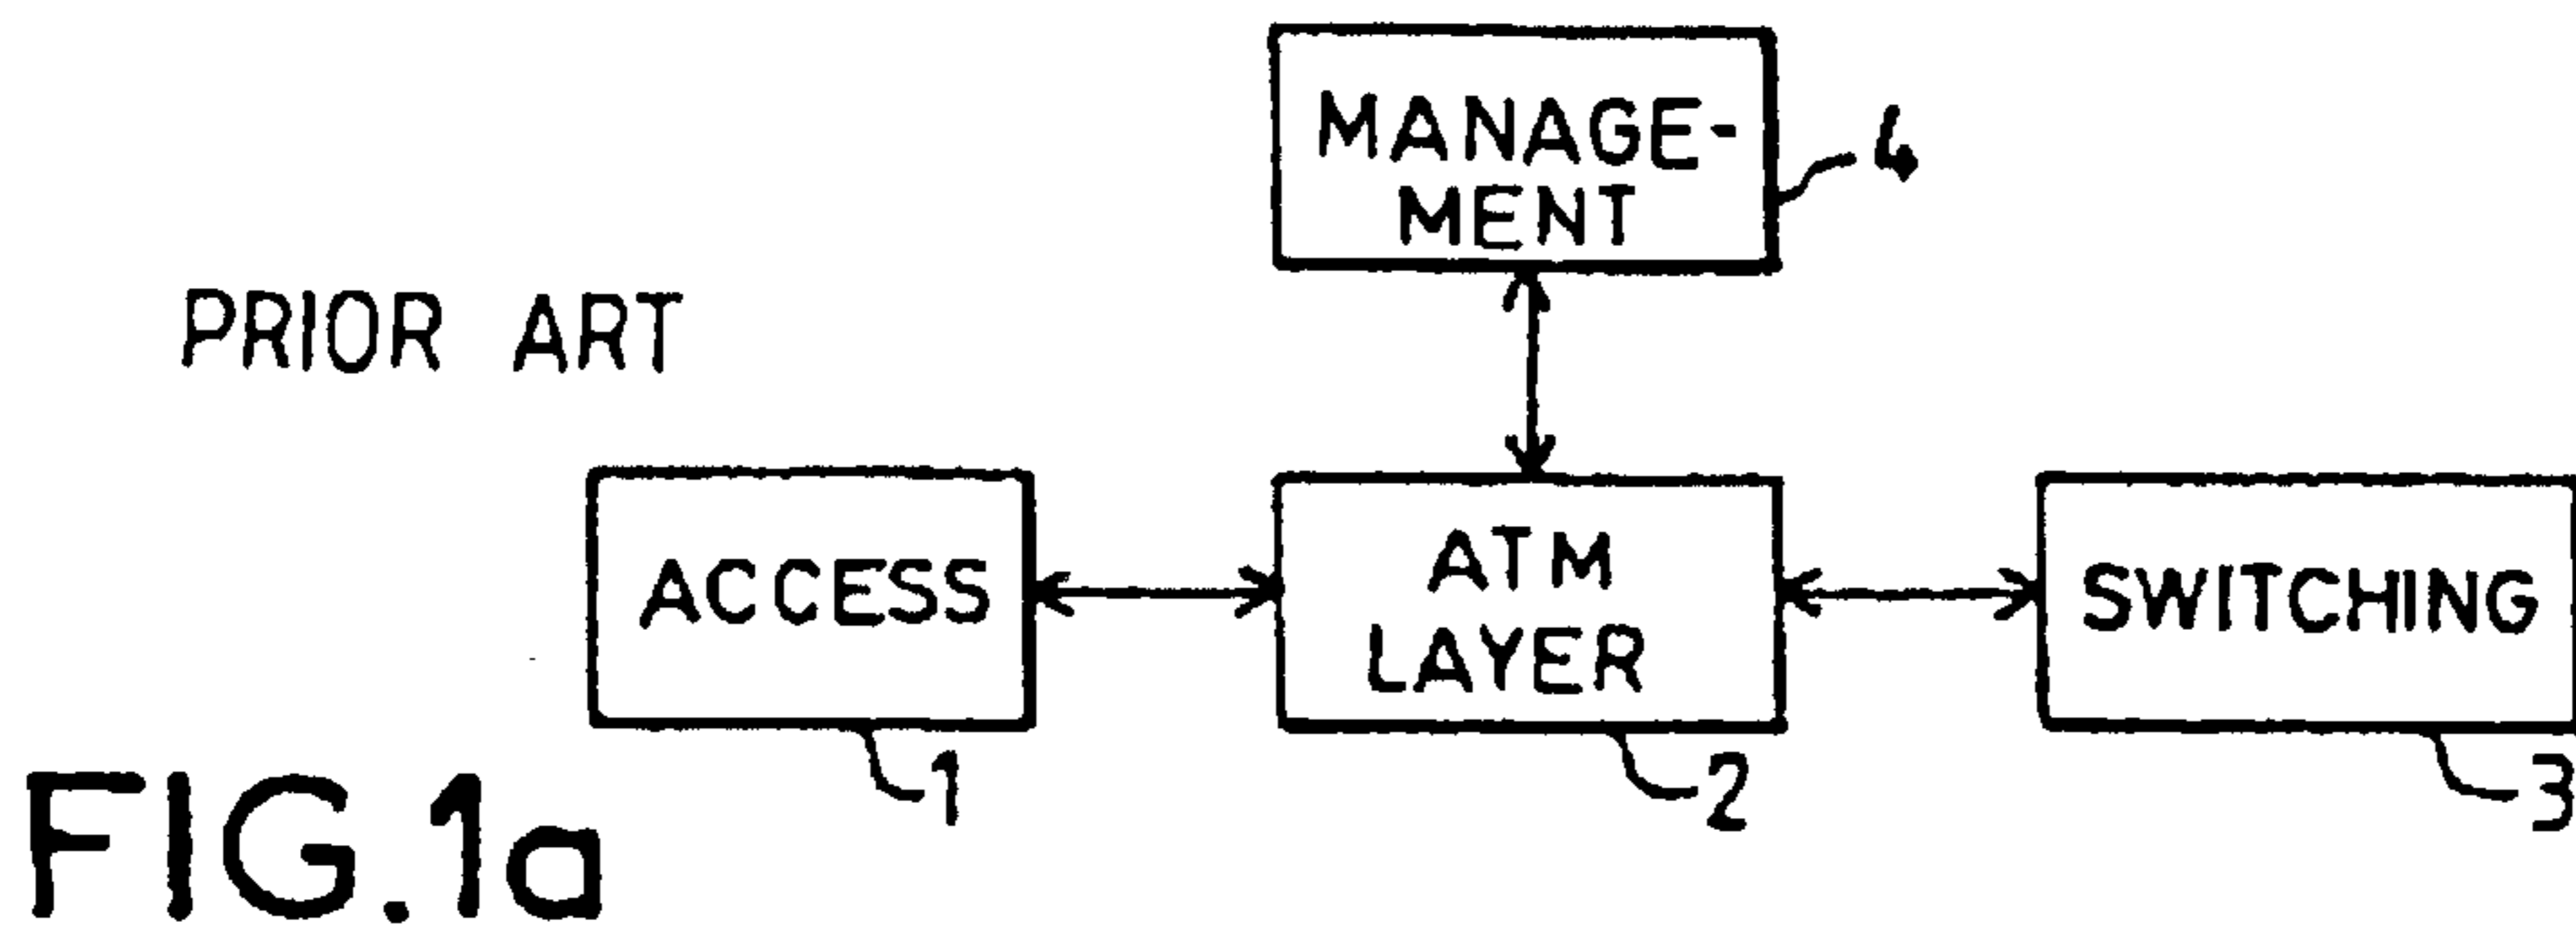 MANAGE-
MENT
4
PRIOR ART
ACCESS
ATM
LAYER
SWITCHING
1
2
3
FIG.1a